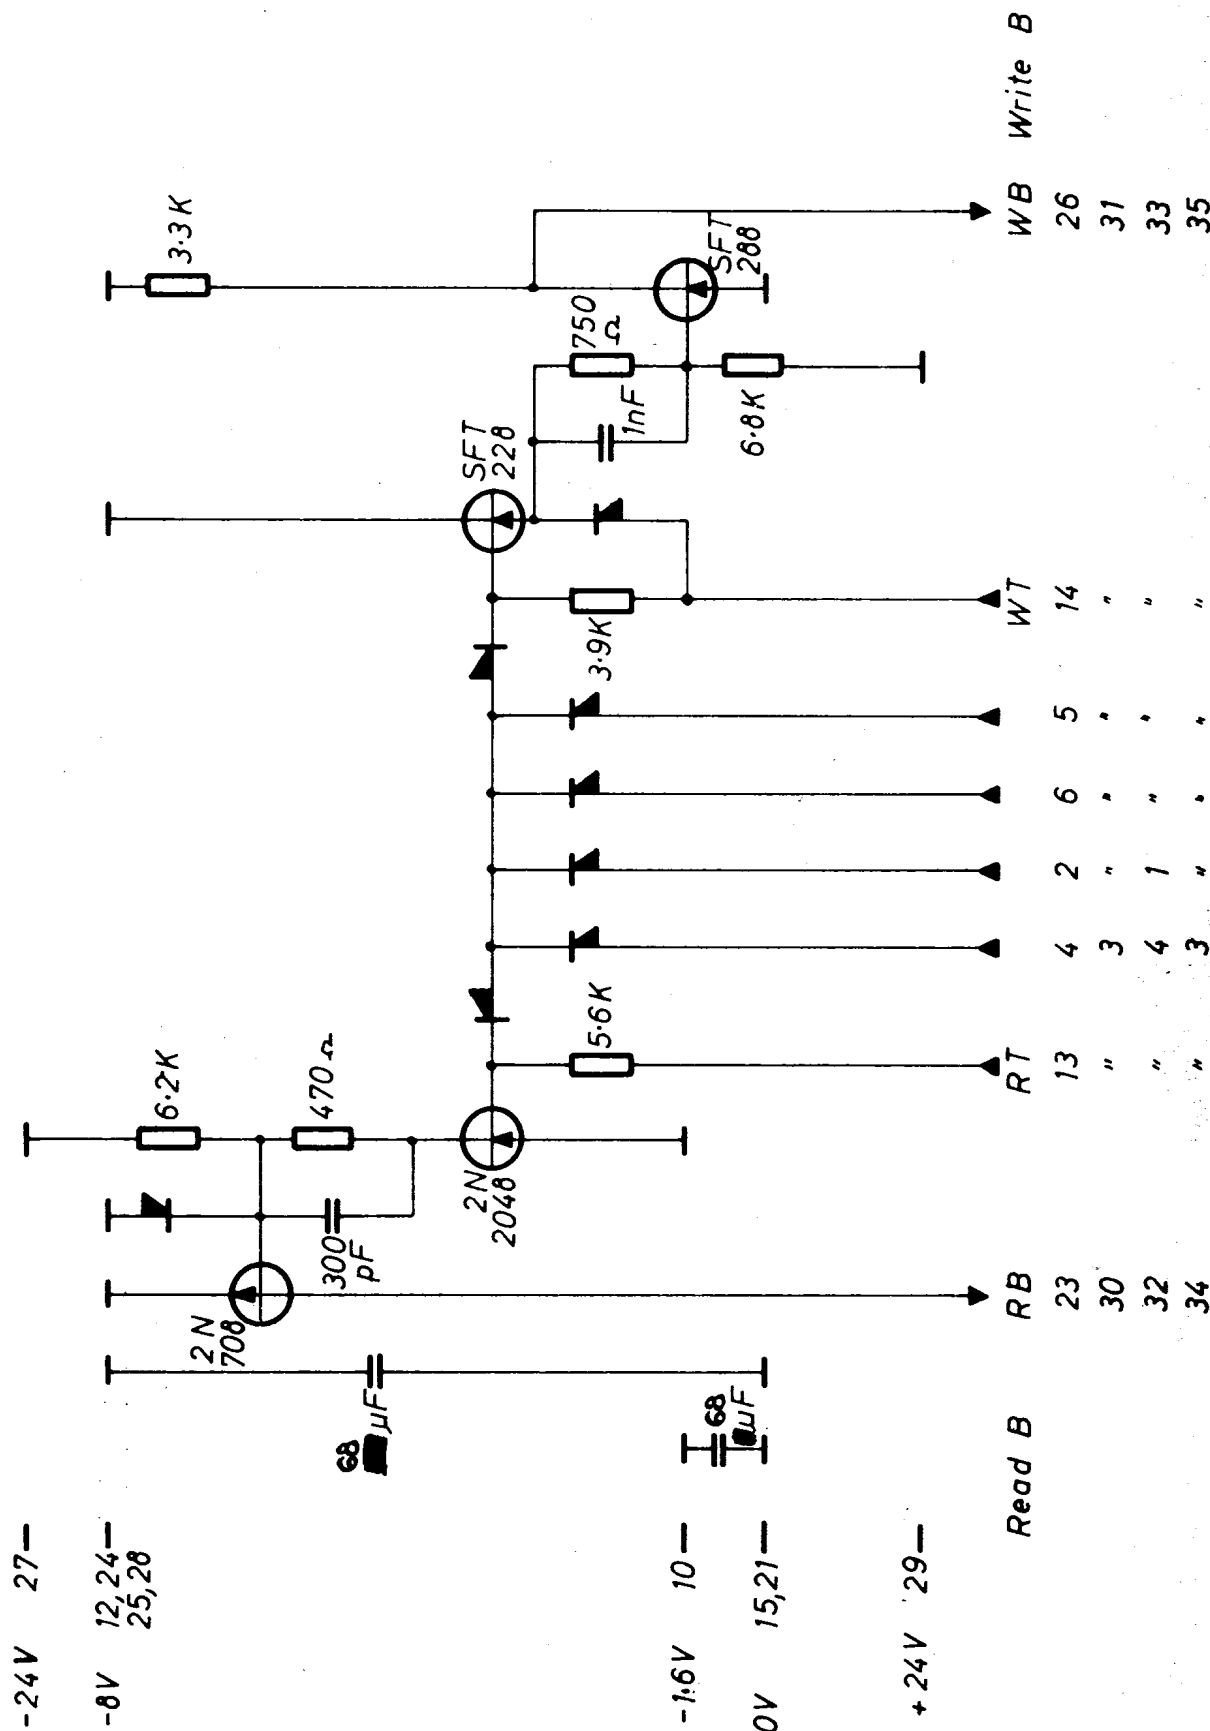 -24V 27
-8V 12,24
25,28
-1.6V 10
0V 15,21
+24V 29
68
µF
68
µF
2N
708
300
pF
6.2K
470Ω
2N
2048
5.6K
3.9K
SFT
228
1nF
750
Ω
6.8K
SFT
288
3.3K
Read B RB RT WT WB Write B
23 13 4 2 6 5 14 26
30 " 3 " " " " 31
32 " 4 1 " " " 33
34 " 3 " " " " 35